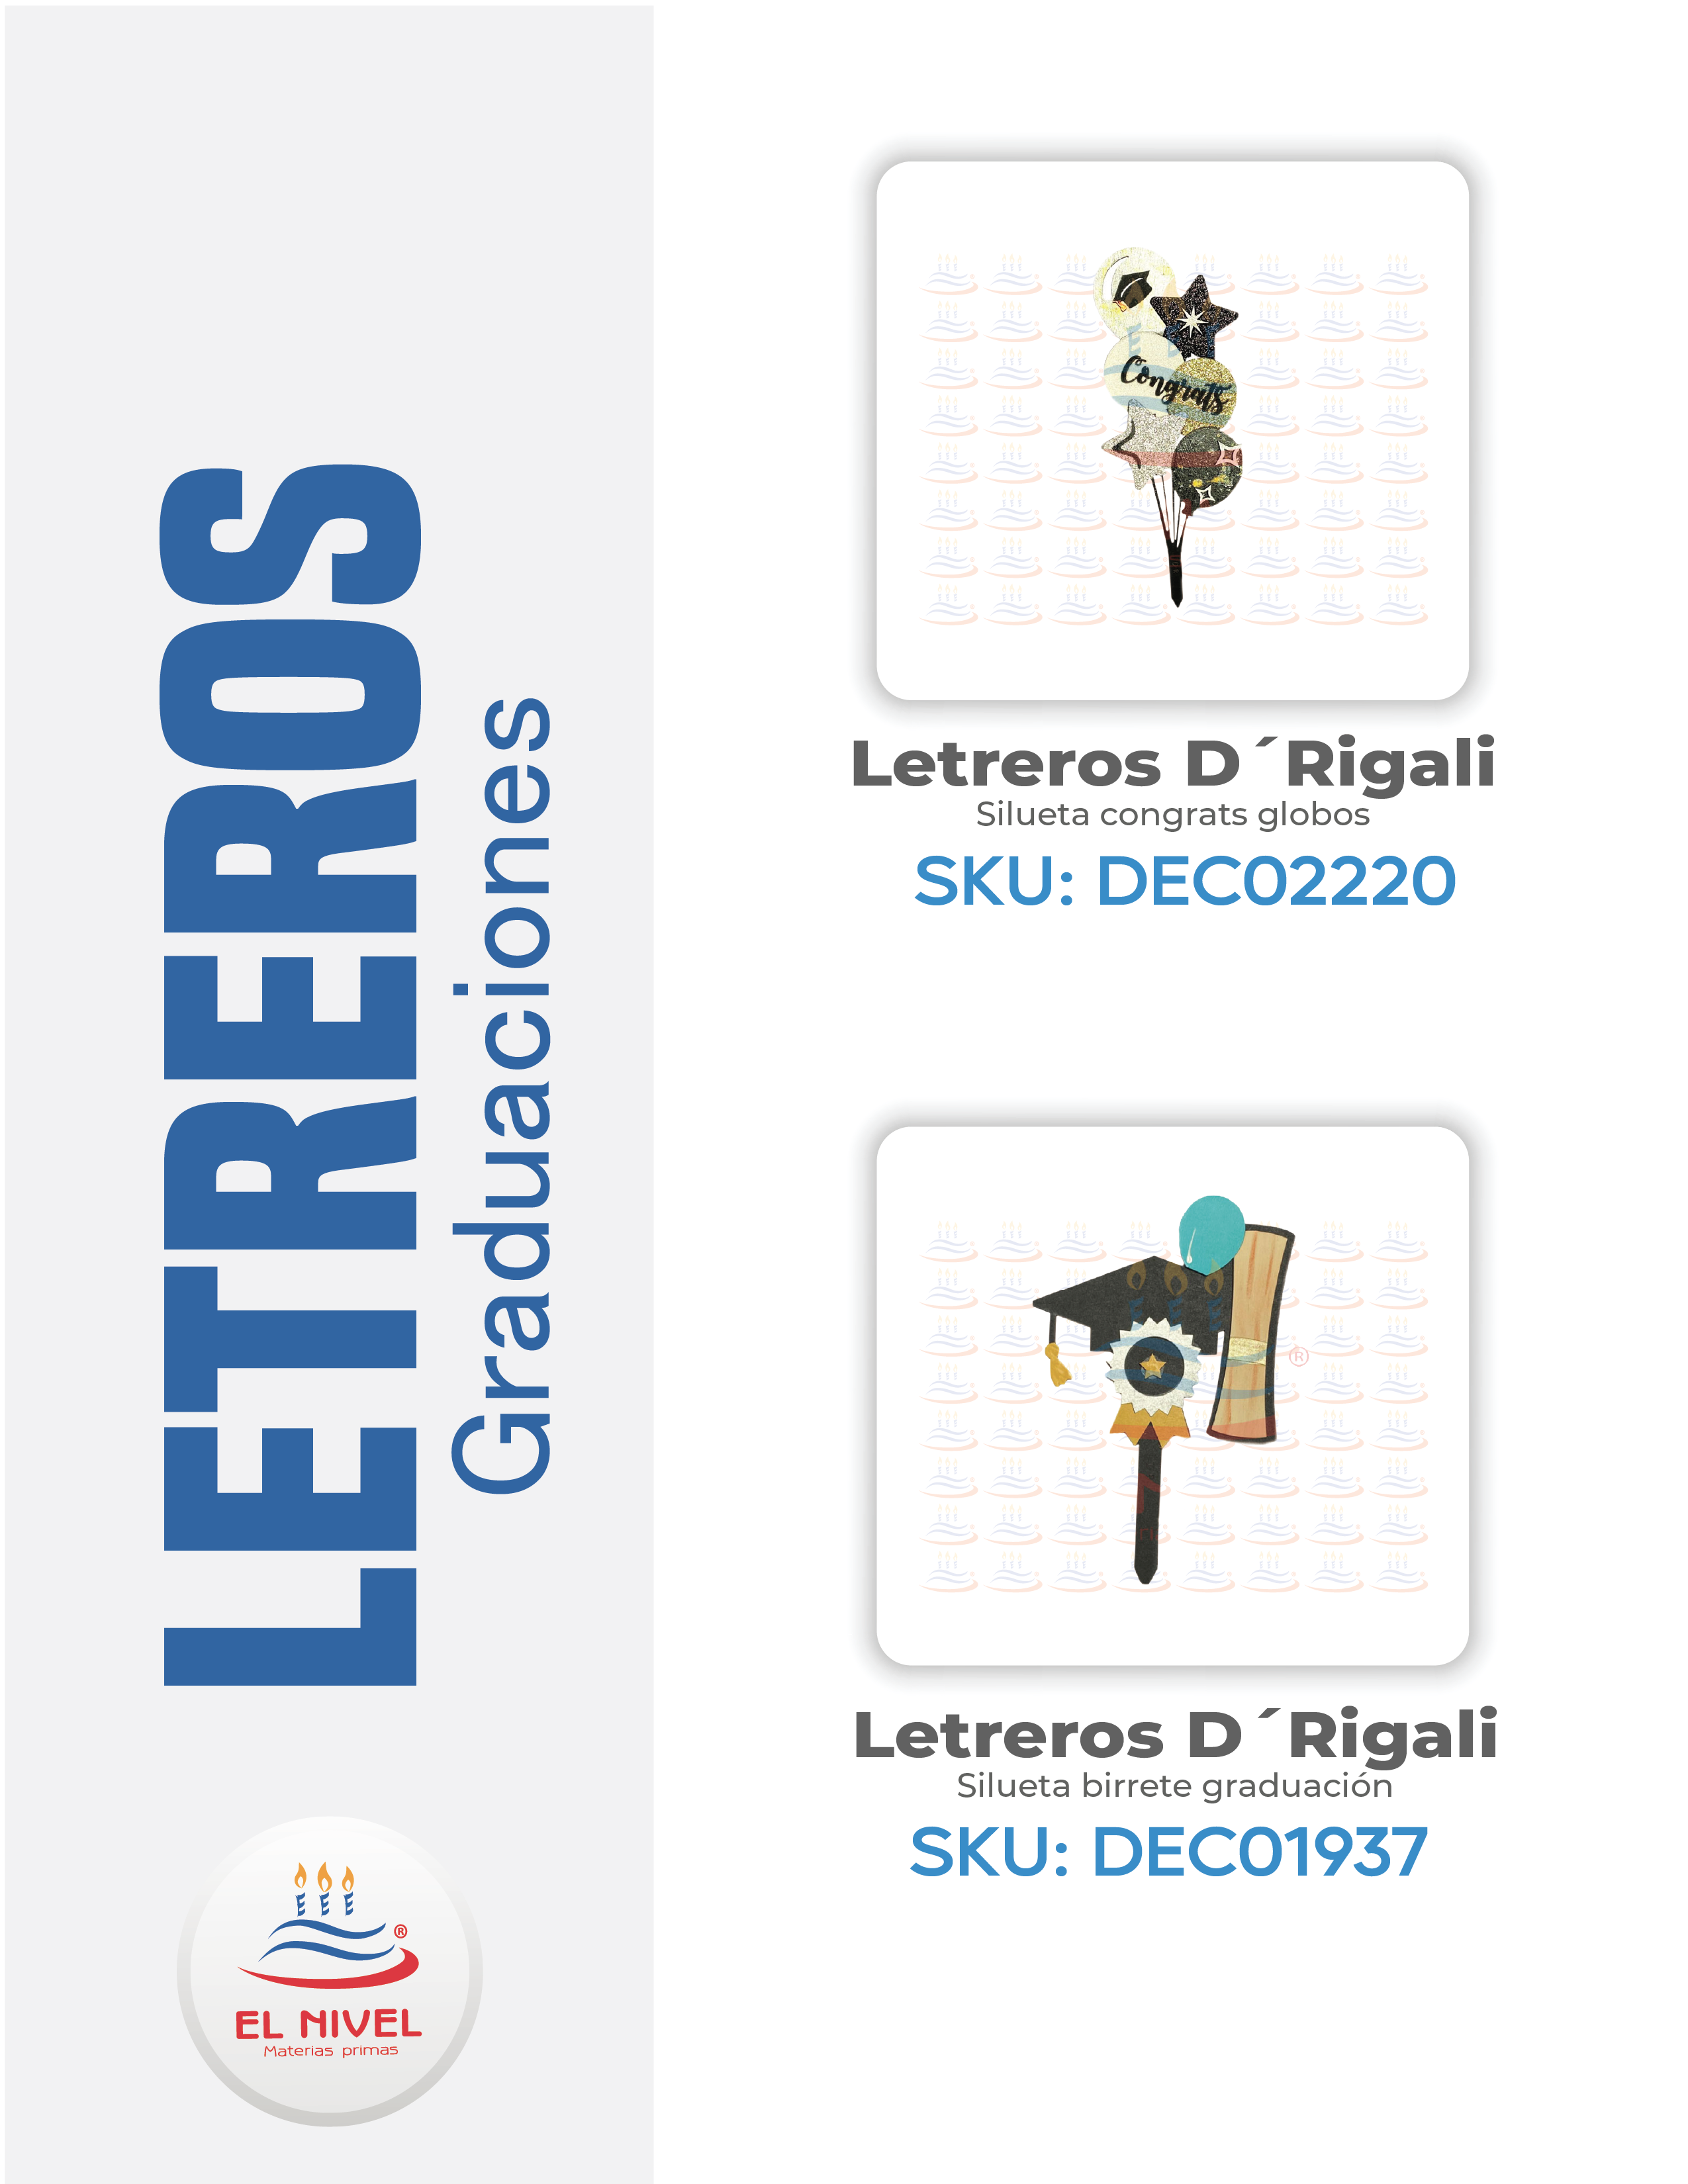 LETREROS
Graduaciones
Congrats
Letreros D´Rigali
Silueta congrats globos
SKU: DEC02220
®
Letreros D´Rigali
Silueta birrete graduación
SKU: DEC01937
®
EL NIVEL
Materias primas